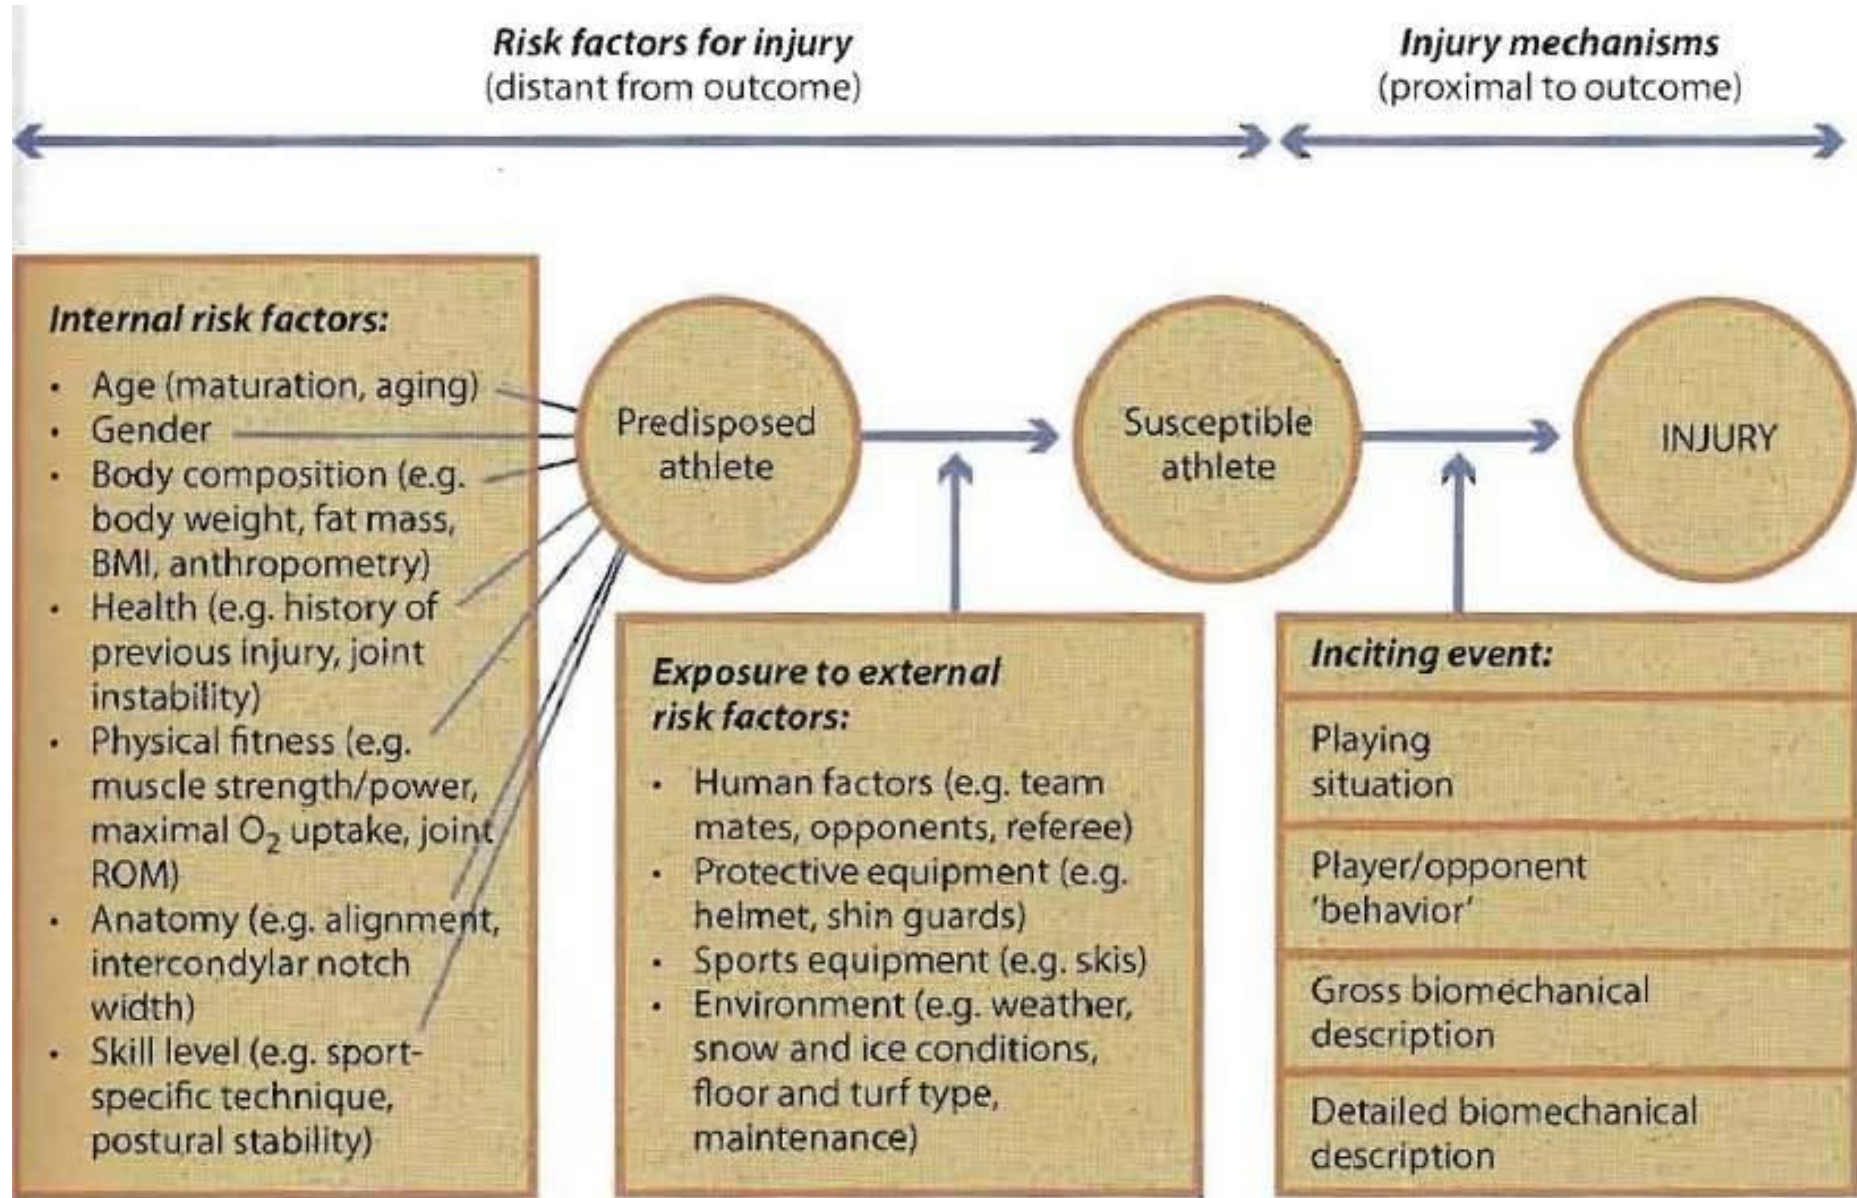 Risk factors for injury
(distant from outcome)
Injury mechanisms
(proximal to outcome)
Internal risk factors:
• Age (maturation, aging)
• Gender
• Body composition (e.g.
body weight, fat mass,
BMI, anthropometry)
• Health (e.g. history of
previous injury, joint
instability)
• Physical fitness (e.g.
muscle strength/power,
maximal O₂ uptake, joint
ROM)
• Anatomy (e.g. alignment,
intercondylar notch
width)
• Skill level (e.g. sport-
specific technique,
postural stability)
Predisposed
athlete
Susceptible
athlete
INJURY
Exposure to external
risk factors:
• Human factors (e.g. team
mates, opponents, referee)
• Protective equipment (e.g.
helmet, shin guards)
• Sports equipment (e.g. skis)
• Environment (e.g. weather,
snow and ice conditions,
floor and turf type,
maintenance)
Inciting event:
Playing
situation
Player/opponent
'behavior'
Gross biomechanical
description
Detailed biomechanical
description